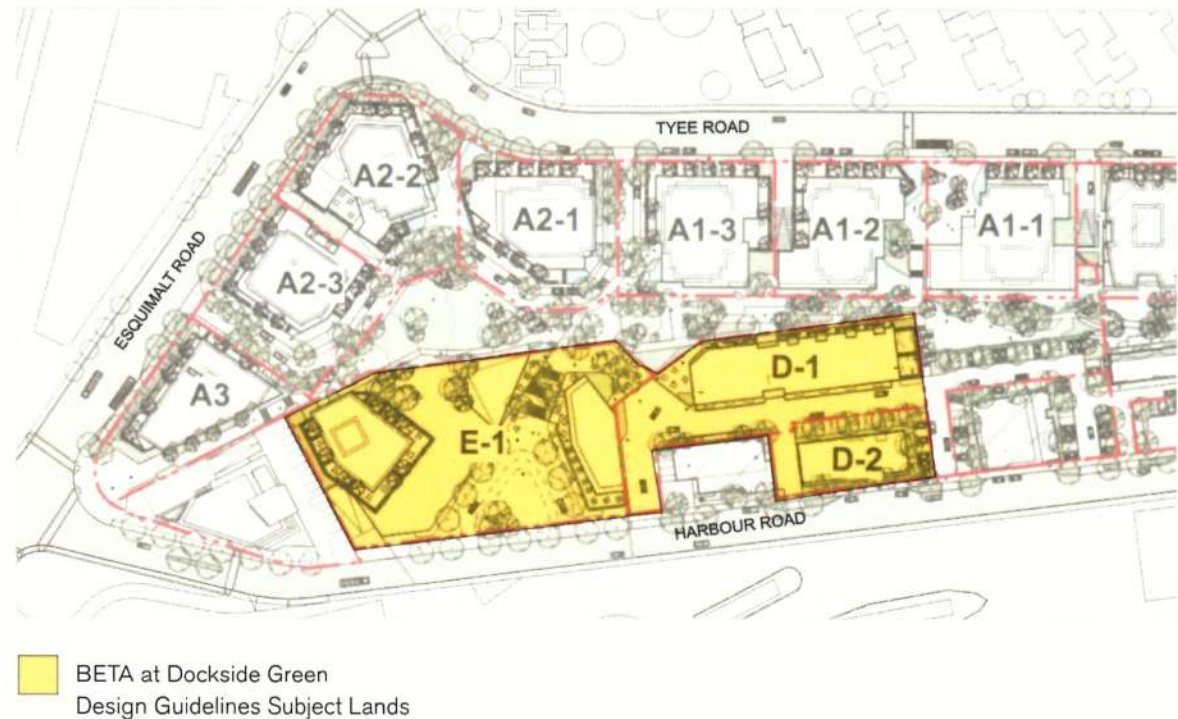 TYEE ROAD
A2-2
A2-1
A1-3
A1-2
A1-1
A2-3
ESQUIMALT ROAD
A3
D-1
E-1
D-2
HARBOUR ROAD
BETA at Dockside Green
Design Guidelines Subject Lands